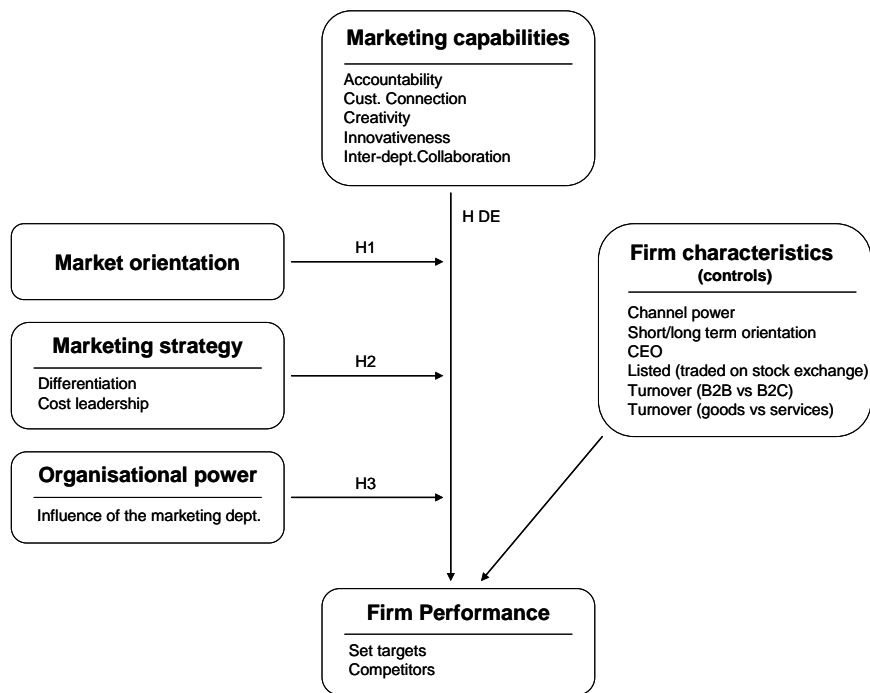 Marketing capabilities
Accountability
Cust. Connection
Creativity
Innovativeness
Inter-dept.Collaboration
H DE
Market orientation
H1
Marketing strategy
Differentiation
Cost leadership
H2
Organisational power
Influence of the marketing dept.
H3
Firm characteristics
(controls)
Channel power
Short/long term orientation
CEO
Listed (traded on stock exchange)
Turnover (B2B vs B2C)
Turnover (goods vs services)
Firm Performance
Set targets
Competitors